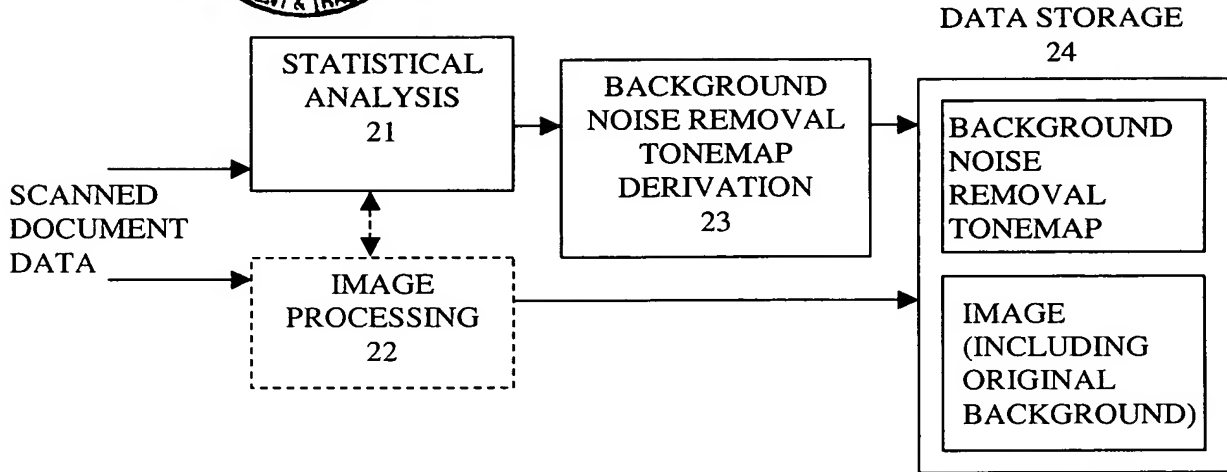 DATA STORAGE
24
STATISTICAL
ANALYSIS
21
BACKGROUND
NOISE REMOVAL
TONEMAP
DERIVATION
23
BACKGROUND
NOISE
REMOVAL
TONEMAP
SCANNED
DOCUMENT
DATA
IMAGE
PROCESSING
22
IMAGE
(INCLUDING
ORIGINAL
BACKGROUND)